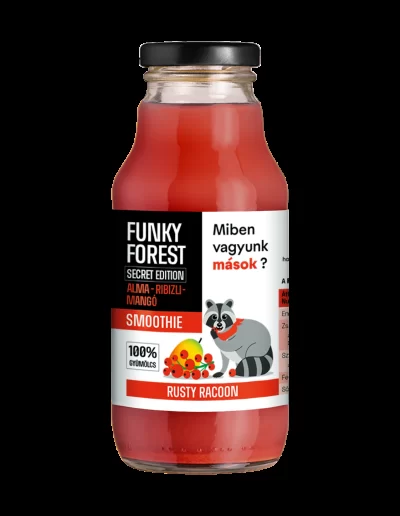 FUNKY
FOREST
SECRET EDITION
ALMA-RIBIZLI-
MANGÓ
SMOOTHIE
100%
GYÜMÖLCS
Miben
vagyunk
mások ?
RUSTY RACOON